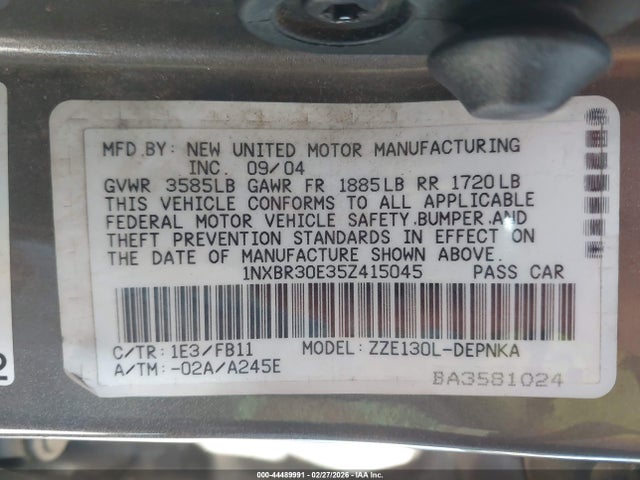 MFD.BY: NEW UNITED MOTOR MANUFACTURING
INC. 09/04
GVWR 3585LB GAWR FR 1885LB RR 1720LB
THIS VEHICLE CONFORMS TO ALL APPLICABLE
FEDERAL MOTOR VEHICLE SAFETY,BUMPER,AND
THEFT PREVENTION STANDARDS IN EFFECT ON
THE DATE OF MANUFACTURE SHOWN ABOVE.
1NXBR30E35Z415045 PASS CAR
C/TR: 1E3/FB11 MODEL: ZZE130L-DEPNKA
A/TM: -02A/A245E
BA3581024
2
000-44489991 - 02/27/2026 - IAA Inc.